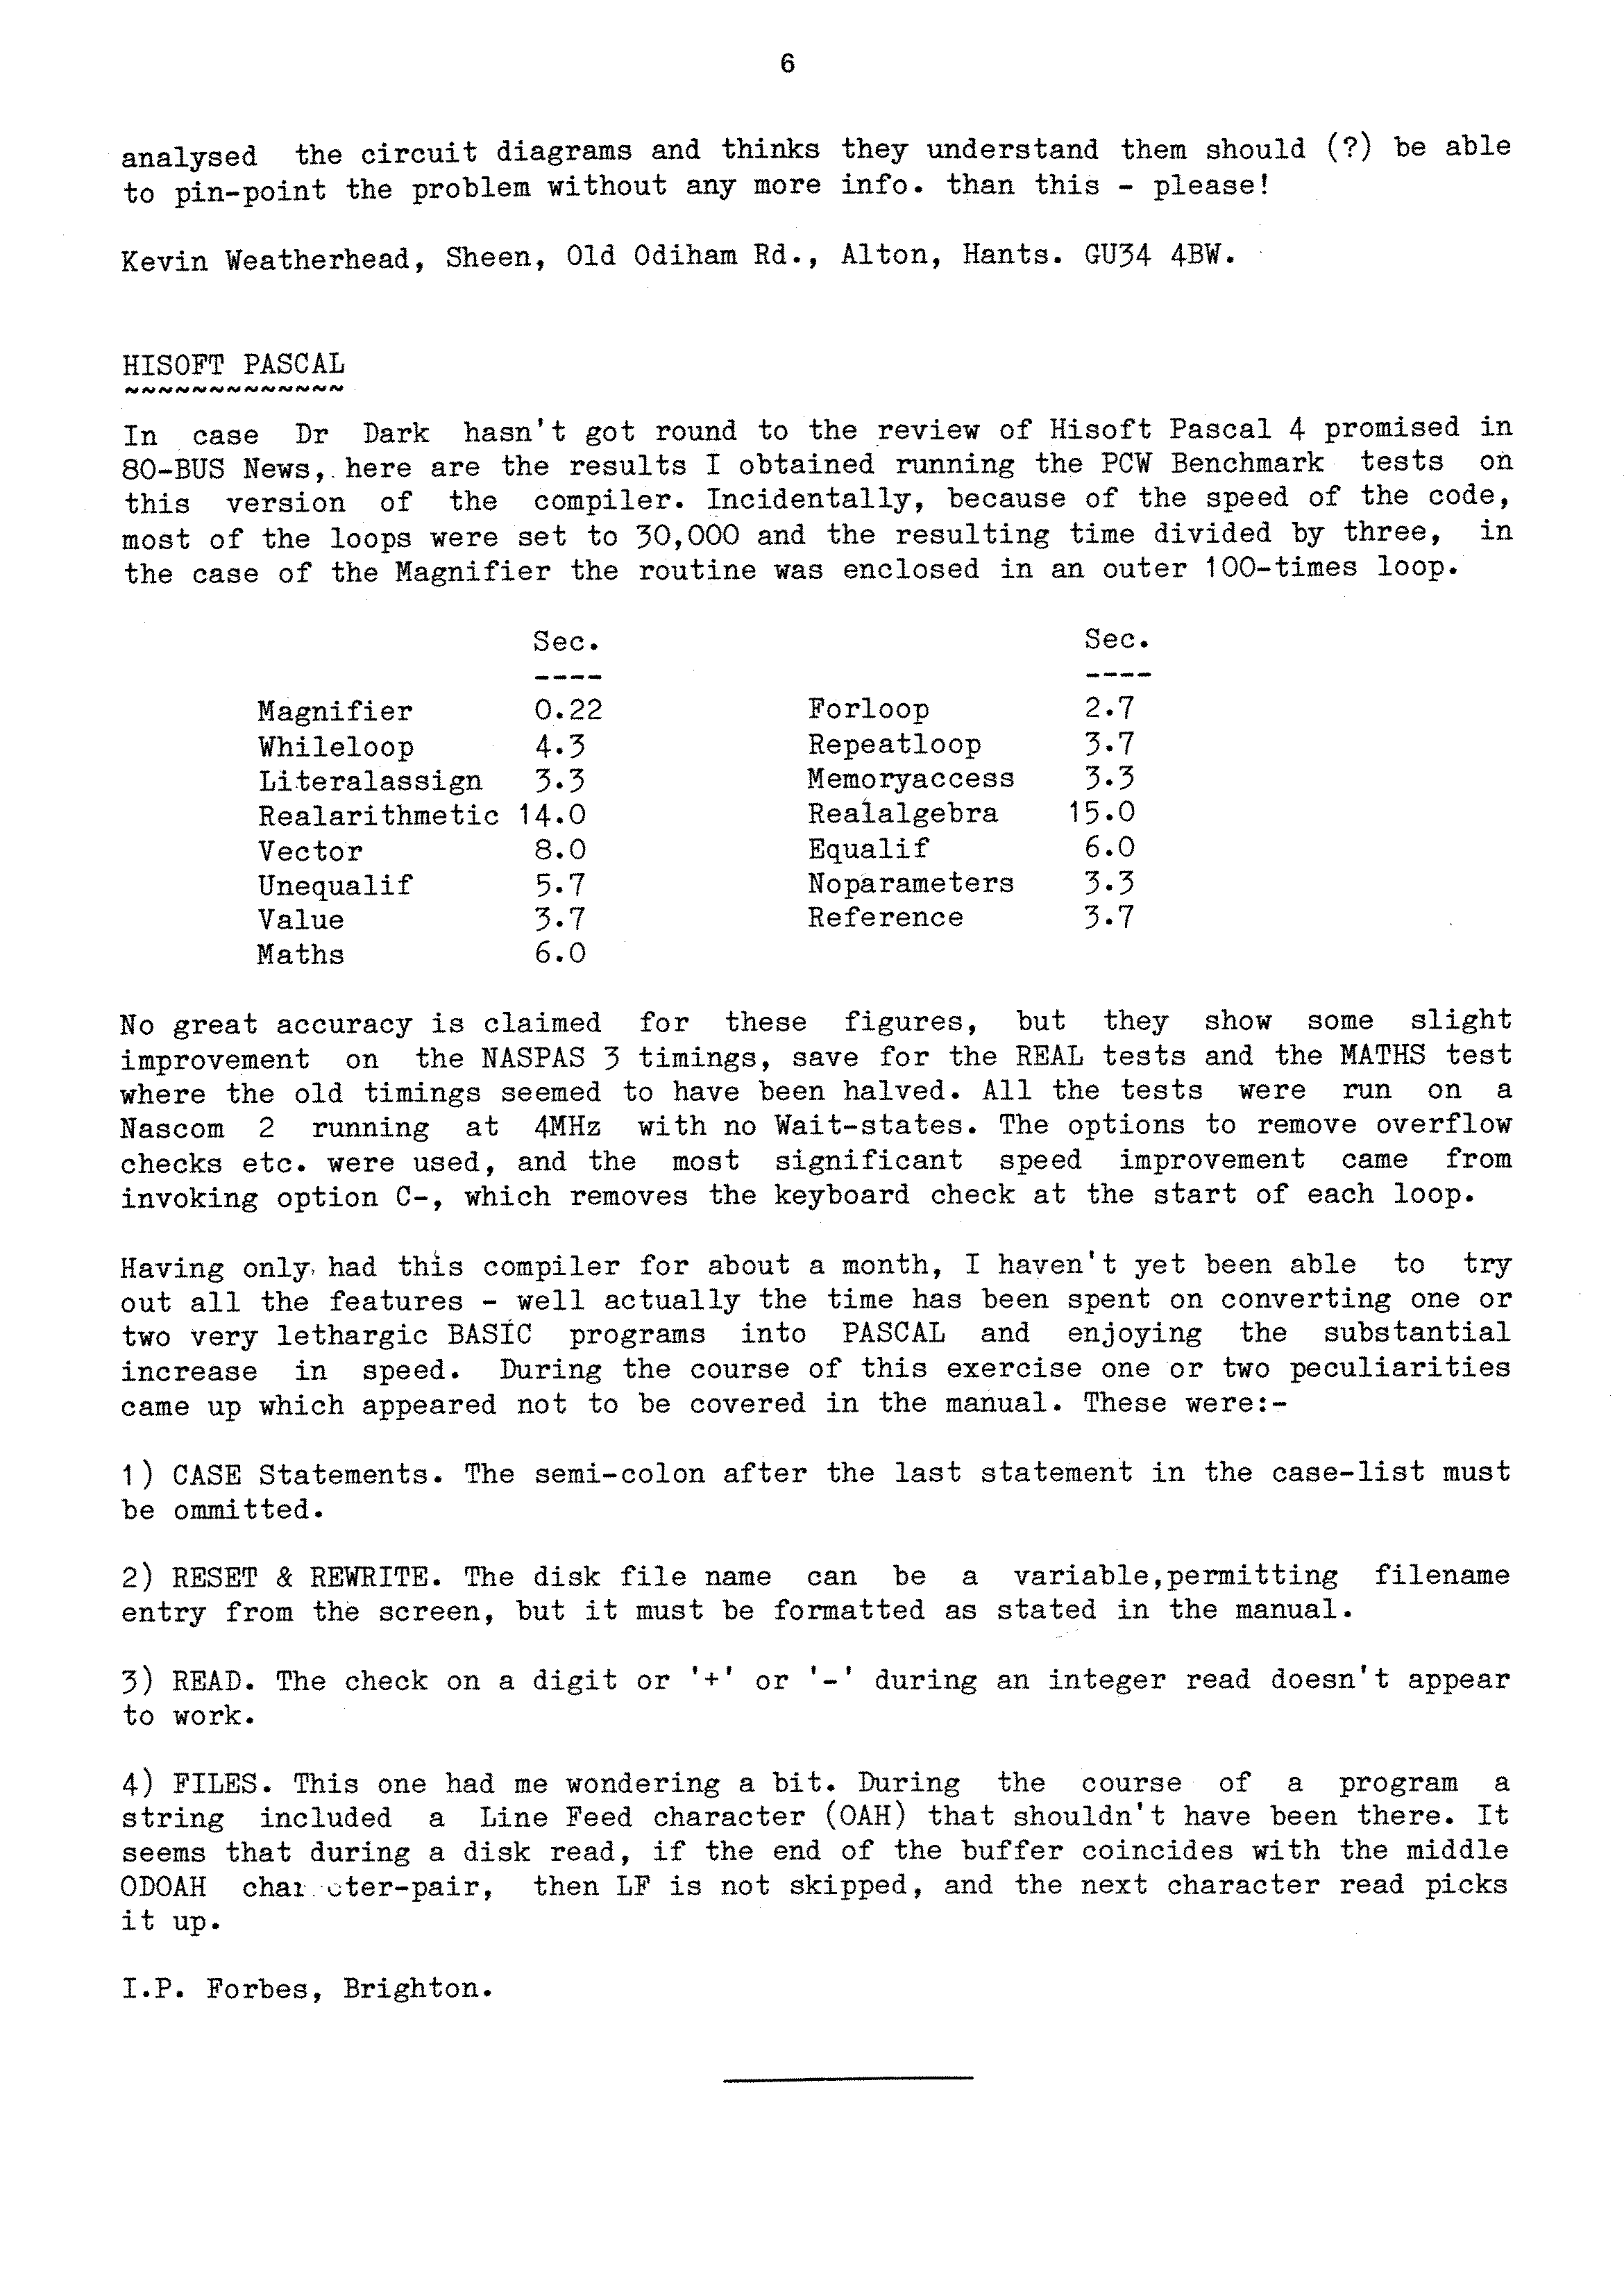 6
analysed the circuit diagrams and thinks they understand them should (?) be able
to pin-point the problem without any more info. than this - please!
Kevin Weatherhead, Sheen, Old Odiham Rd., Alton, Hants. GU34 4BW.
HISOFT PASCAL
~~~~~~~~~~~~~
In case Dr Dark hasn't got round to the review of Hisoft Pascal 4 promised in
80-BUS News, here are the results I obtained running the PCW Benchmark tests on
this version of the compiler. Incidentally, because of the speed of the code,
most of the loops were set to 30,000 and the resulting time divided by three, in
the case of the Magnifier the routine was enclosed in an outer 100-times loop.
Sec. Sec.
---- ----
Magnifier 0.22 Forloop 2.7
Whileloop 4.3 Repeatloop 3.7
Literalassign 3.3 Memoryaccess 3.3
Realarithmetic 14.0 Realalgebra 15.0
Vector 8.0 Equalif 6.0
Unequalif 5.7 Noparameters 3.3
Value 3.7 Reference 3.7
Maths 6.0
No great accuracy is claimed for these figures, but they show some slight
improvement on the NASPAS 3 timings, save for the REAL tests and the MATHS test
where the old timings seemed to have been halved. All the tests were run on a
Nascom 2 running at 4MHz with no Wait-states. The options to remove overflow
checks etc. were used, and the most significant speed improvement came from
invoking option C-, which removes the keyboard check at the start of each loop.
Having only had this compiler for about a month, I haven't yet been able to try
out all the features - well actually the time has been spent on converting one or
two very lethargic BASIC programs into PASCAL and enjoying the substantial
increase in speed. During the course of this exercise one or two peculiarities
came up which appeared not to be covered in the manual. These were:-
1) CASE Statements. The semi-colon after the last statement in the case-list must
be ommitted.
2) RESET & REWRITE. The disk file name can be a variable,permitting filename
entry from the screen, but it must be formatted as stated in the manual.
3) READ. The check on a digit or '+' or '-' during an integer read doesn't appear
to work.
4) FILES. This one had me wondering a bit. During the course of a program a
string included a Line Feed character (0AH) that shouldn't have been there. It
seems that during a disk read, if the end of the buffer coincides with the middle
0D0AH character-pair, then LF is not skipped, and the next character read picks
it up.
I.P. Forbes, Brighton.